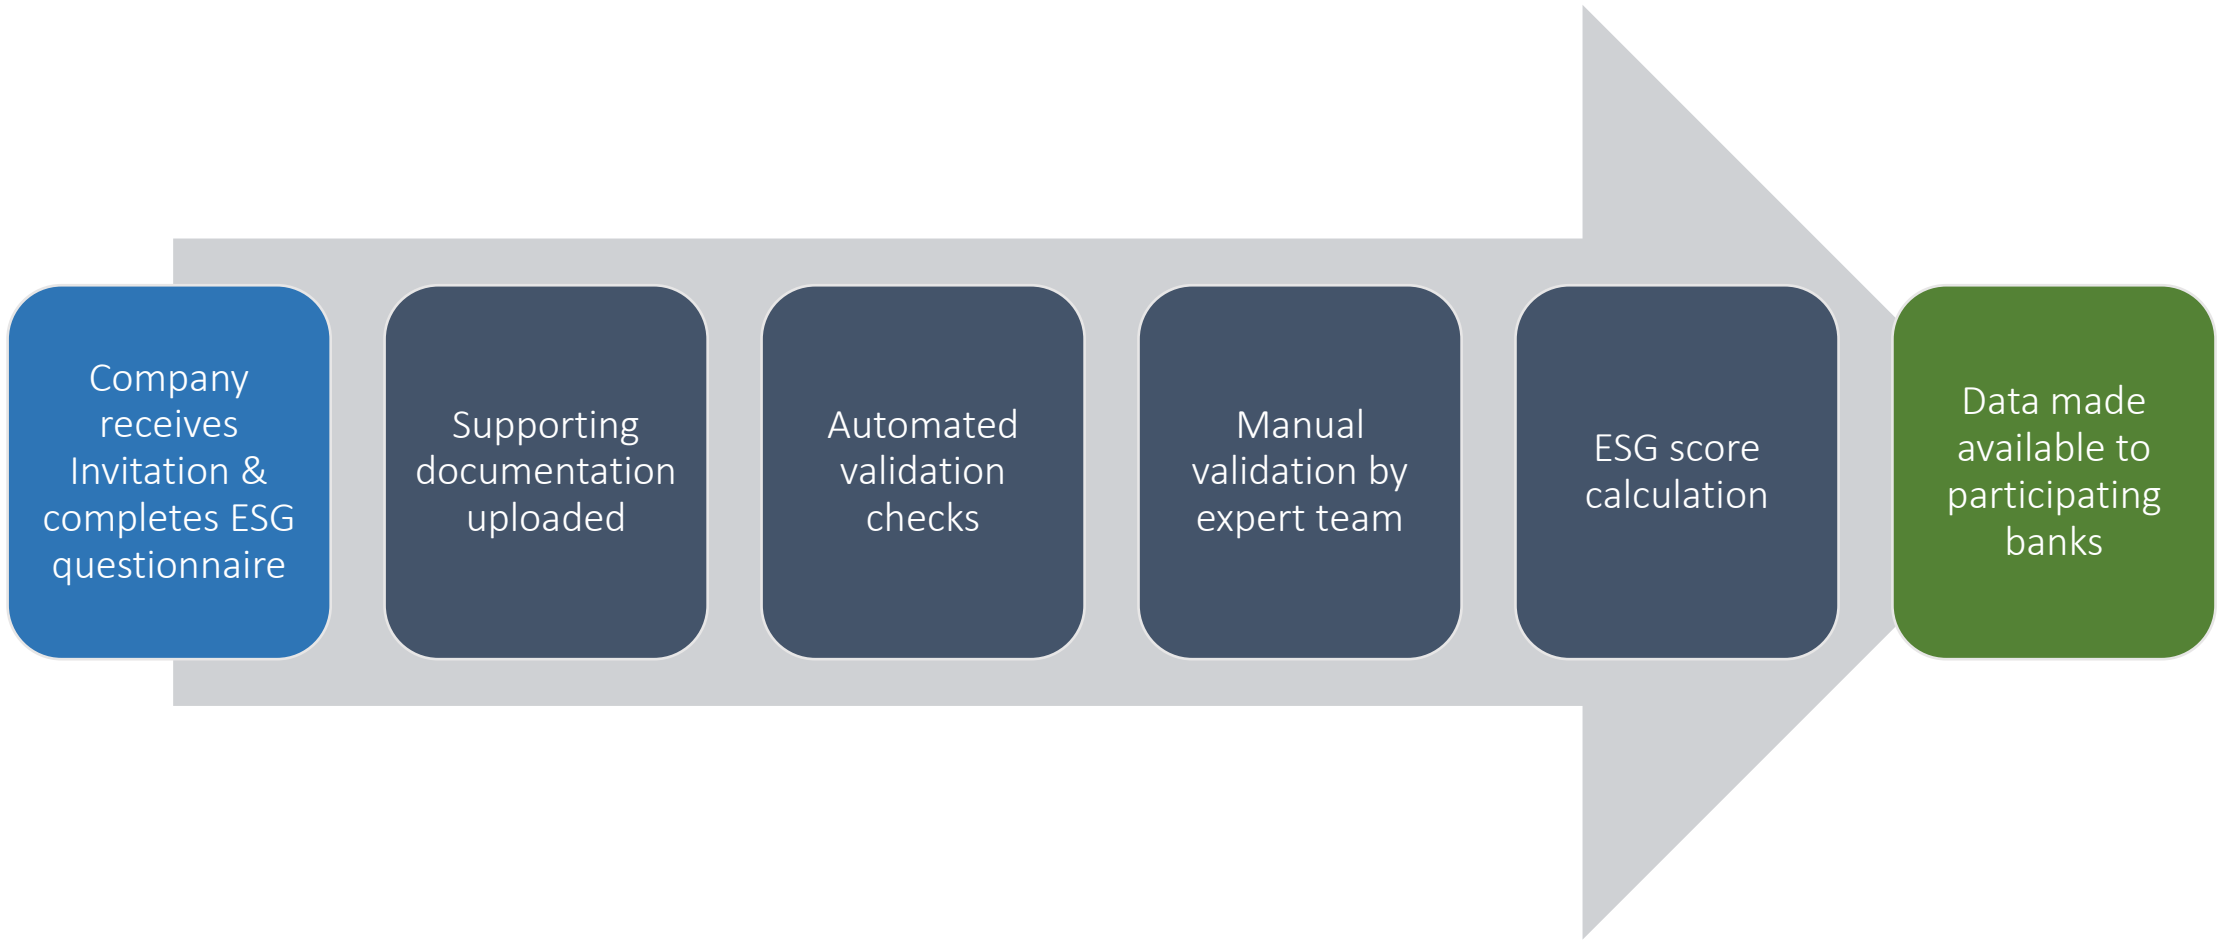 Company
receives
Invitation &
completes ESG
questionnaire
Supporting
documentation
uploaded
Automated
validation
checks
Manual
validation by
expert team
ESG score
calculation
Data made
available to
participating
banks